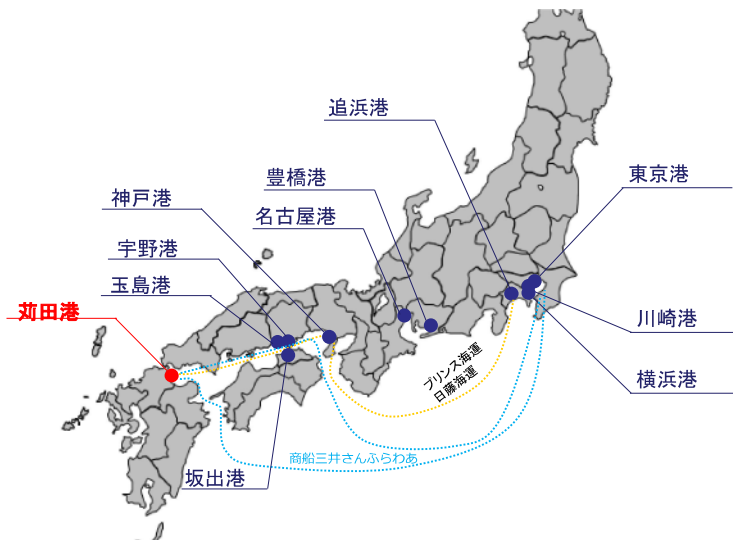 追浜港
東京港
豊橋港
神戸港
名古屋港
宇野港
玉島港
苅田港
川崎港
プリンス海運
日藤海運
横浜港
商船三井さんふらわあ
坂出港